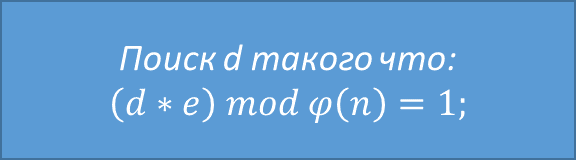 Поиск d такого что:
(d ∗ e) mod φ(n) = 1;